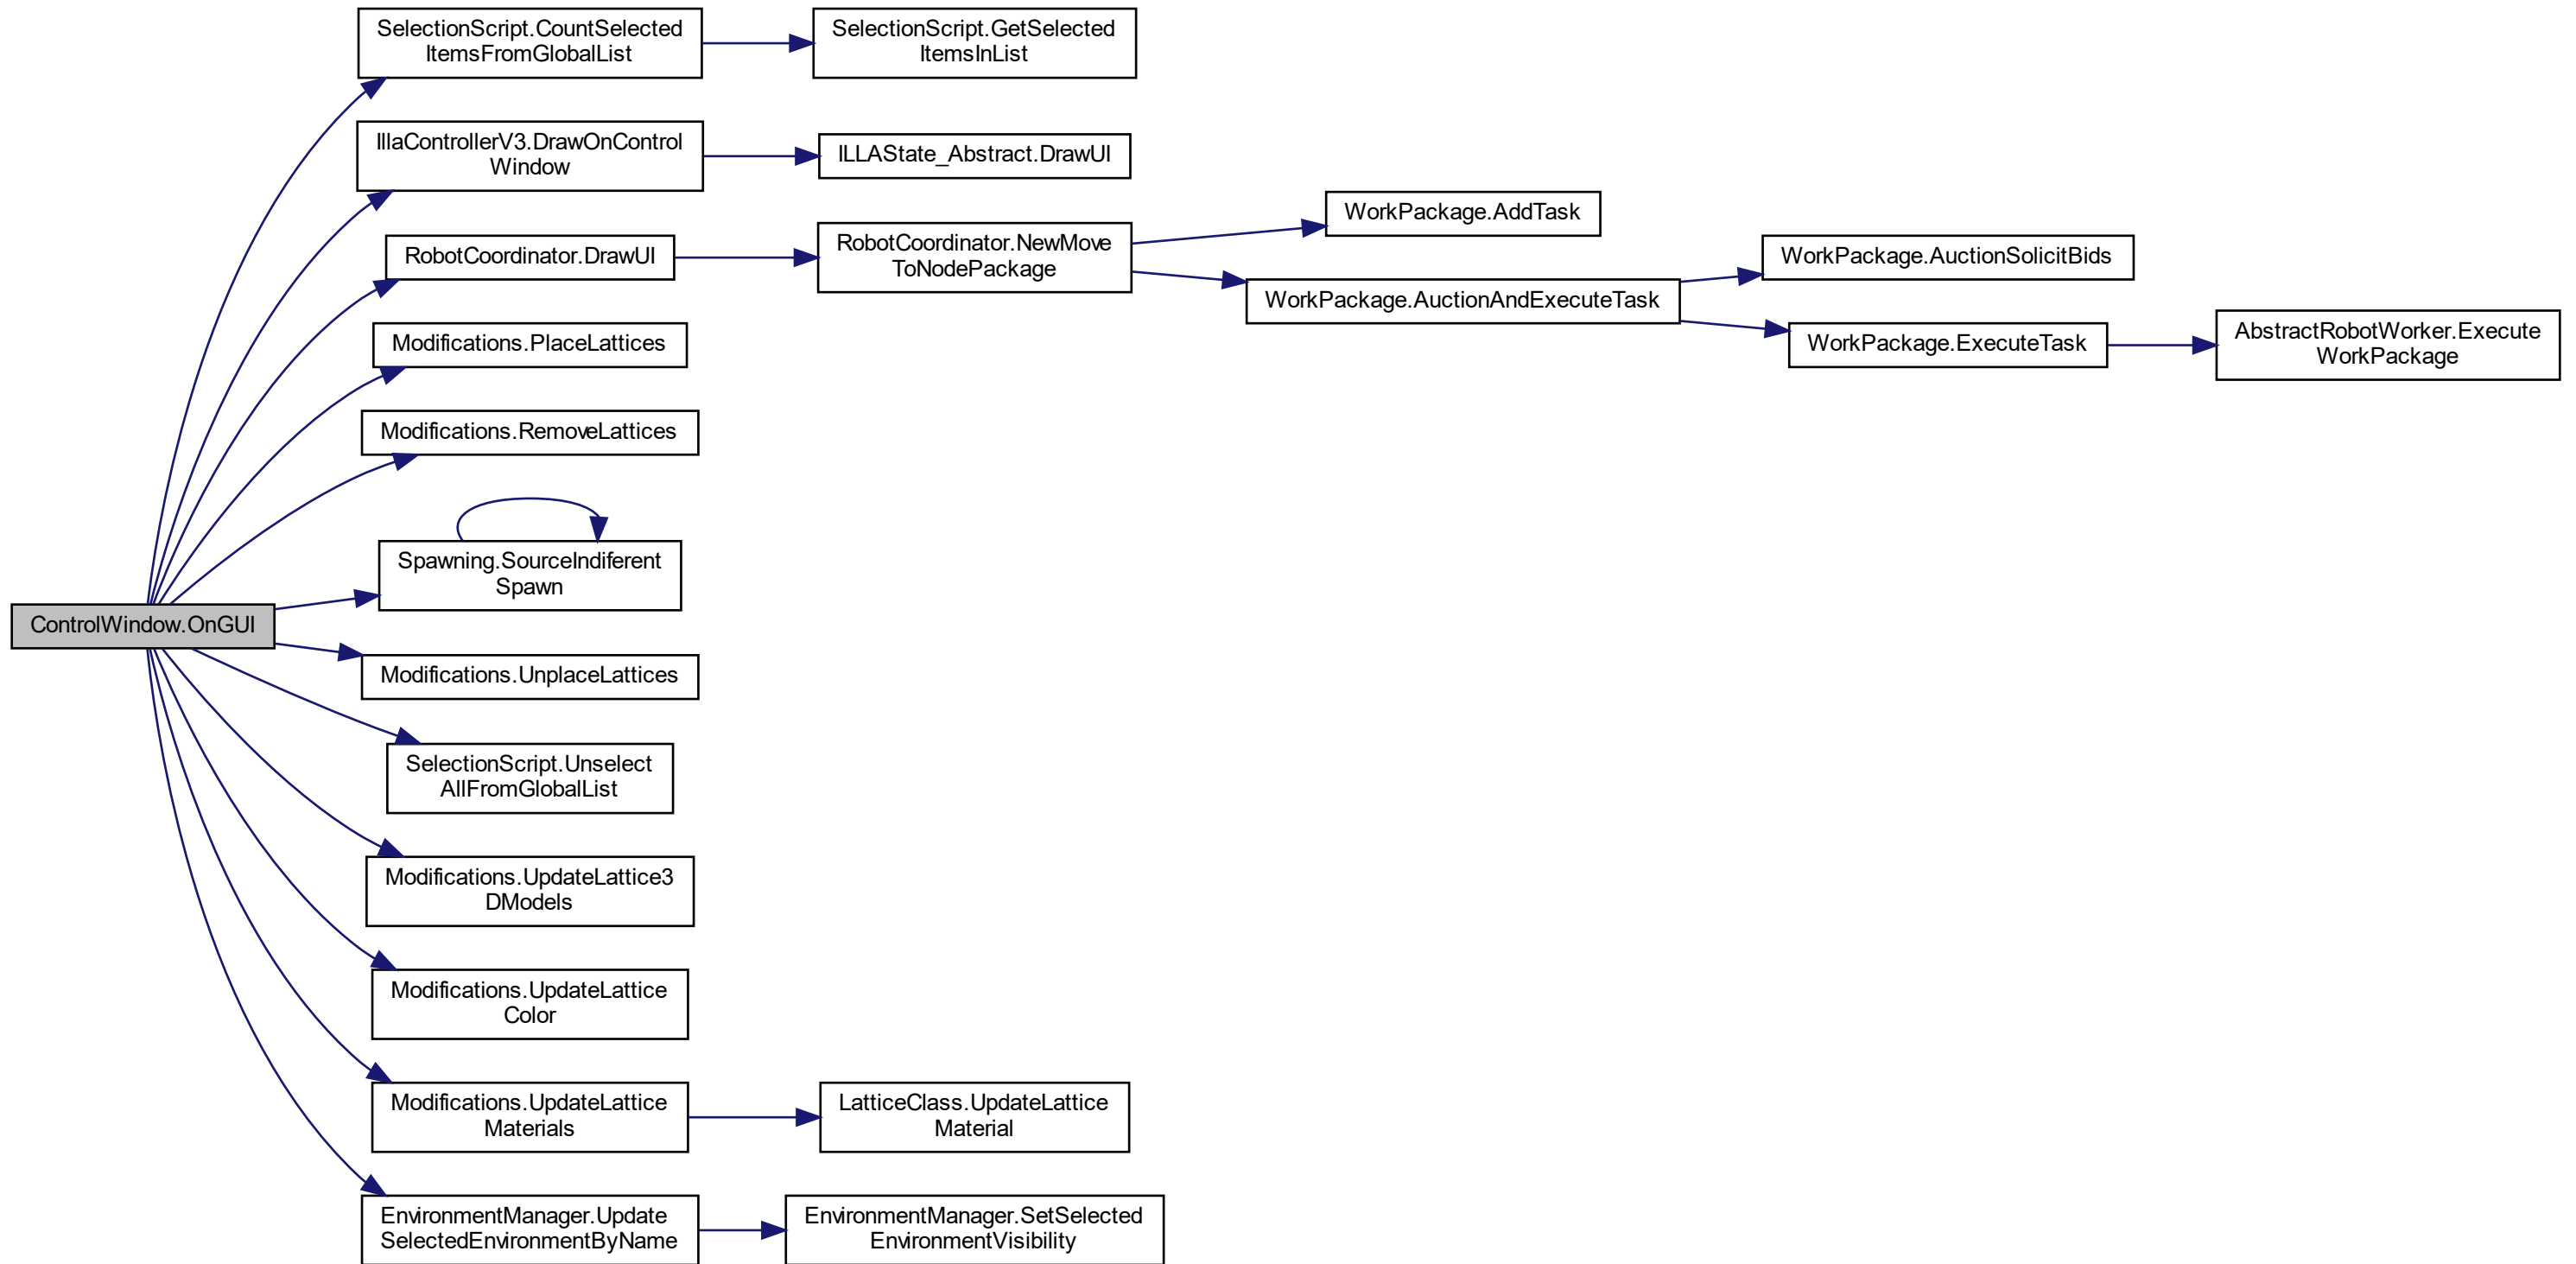 SelectionScript.CountSelected
ItemsFromGlobalList
SelectionScript.GetSelected
ItemsInList
IllaControllerV3.DrawOnControl
Window
ILLAState_Abstract.DrawUI
RobotCoordinator.DrawUI
RobotCoordinator.NewMove
ToNodePackage
WorkPackage.AddTask
WorkPackage.AuctionAndExecuteTask
WorkPackage.AuctionSolicitBids
WorkPackage.ExecuteTask
AbstractRobotWorker.Execute
WorkPackage
Modifications.PlaceLattices
Modifications.RemoveLattices
Spawning.SourceIndiferent
Spawn
ControlWindow.OnGUI
Modifications.UnplaceLattices
SelectionScript.Unselect
AllFromGlobalList
Modifications.UpdateLattice3
DModels
Modifications.UpdateLattice
Color
Modifications.UpdateLattice
Materials
LatticeClass.UpdateLattice
Material
EnvironmentManager.Update
SelectedEnvironmentByName
EnvironmentManager.SetSelected
EnvironmentVisibility